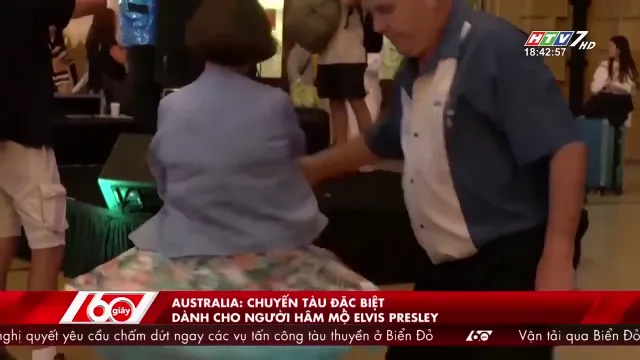 HTV7 HD
18:42:57
60 giây
AUSTRALIA: CHUYẾN TÀU ĐẶC BIỆT
DÀNH CHO NGƯỜI HÂM MỘ ELVIS PRESLEY
nghị quyết yêu cầu chấm dứt ngay các vụ tấn công tàu thuyền ở Biển Đỏ 60 Vận tải qua Biển Đỏ